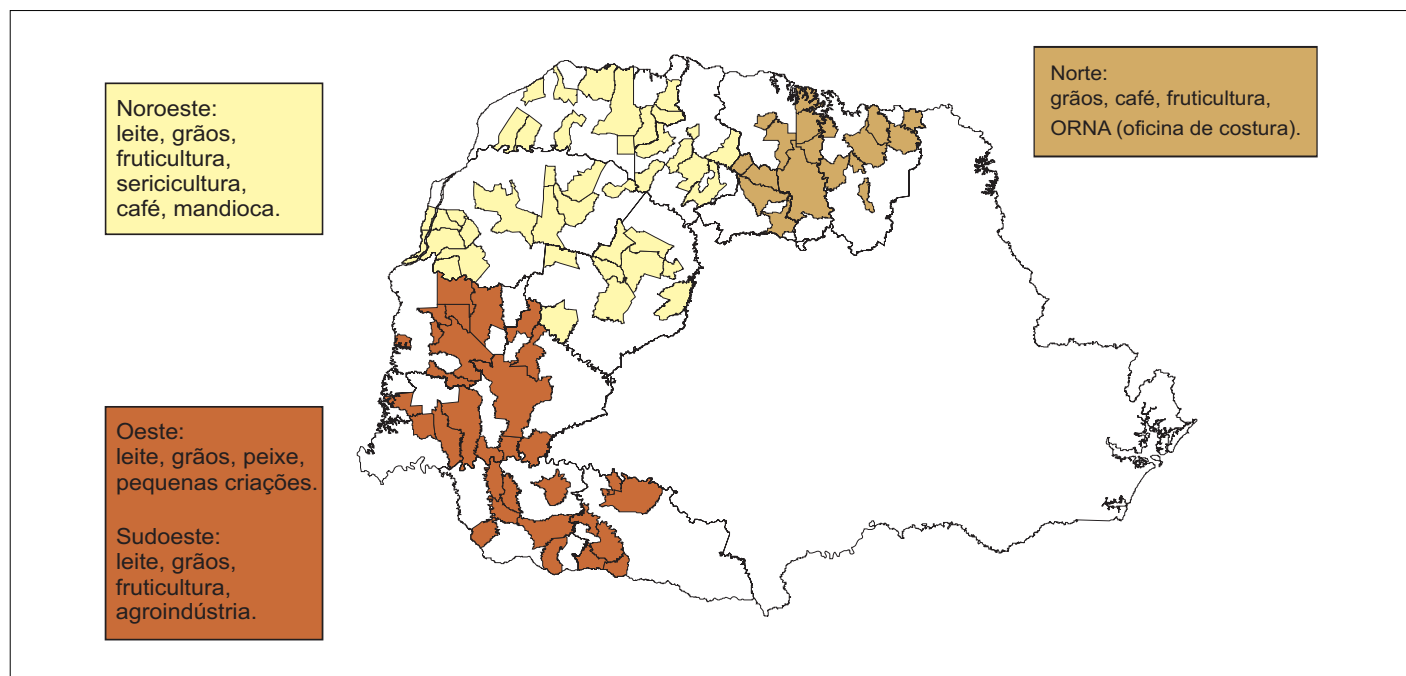 Noroeste:
leite, grãos,
fruticultura,
sericicultura,
café, mandioca.
Norte:
grãos, café, fruticultura,
ORNA (oficina de costura).
Oeste:
leite, grãos, peixe,
pequenas criações.
Sudoeste:
leite, grãos,
fruticultura,
agroindústria.